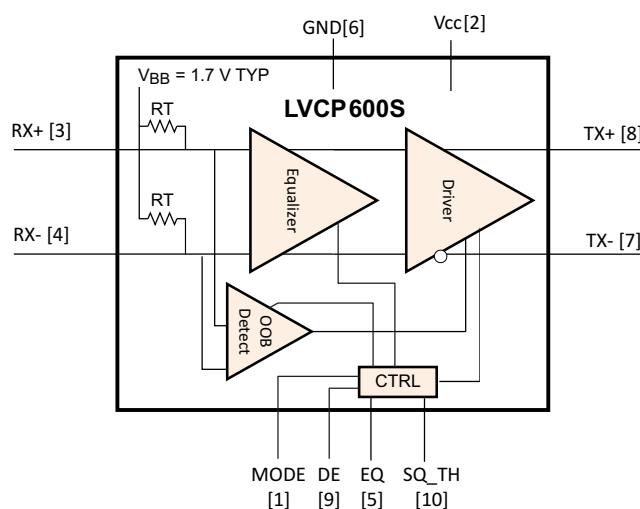 GND[6]
Vcc[2]
VBB = 1.7 V TYP
LVCP600S
RT
RX+ [3]
TX+ [8]
Equalizer
Driver
RT
RX- [4]
TX- [7]
OOB
Detect
CTRL
MODE DE EQ SQ_TH
[1] [9] [5] [10]